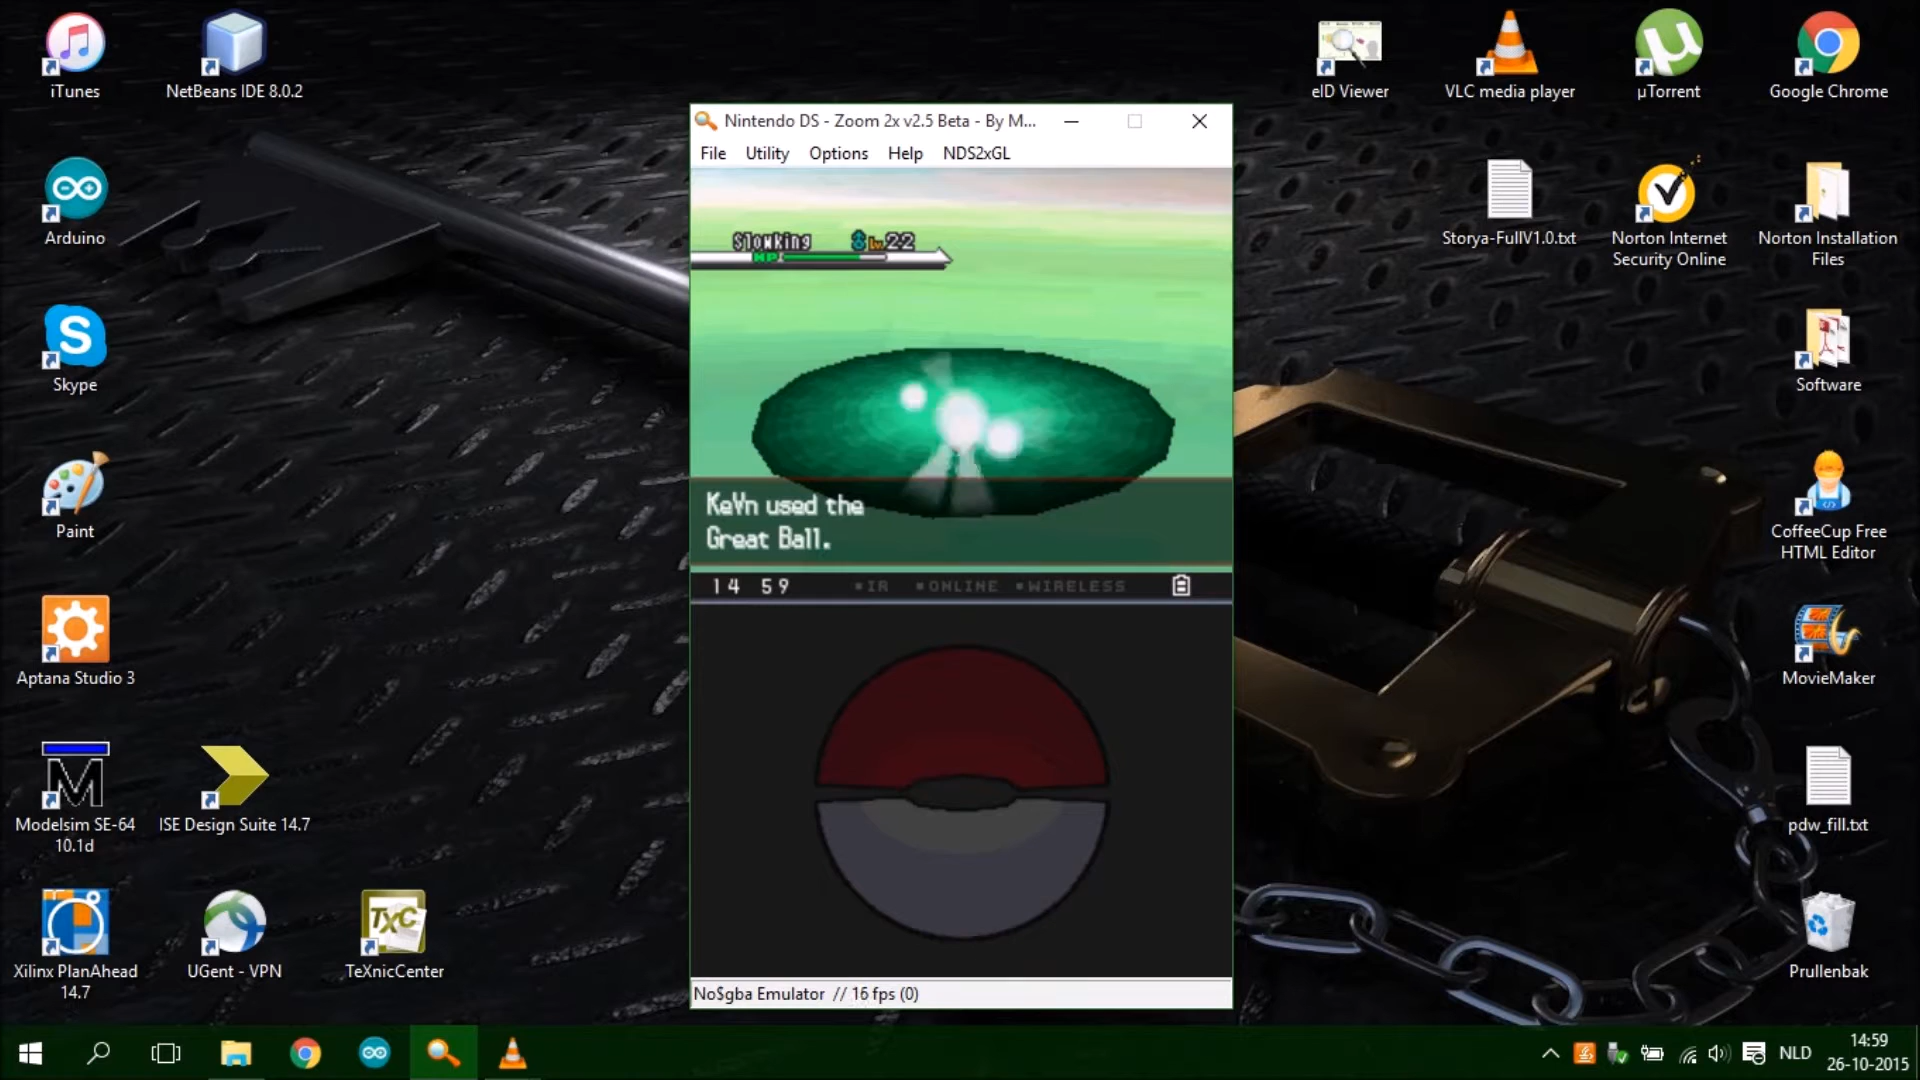 iTunes
NetBeans IDE 8.0.2
eID Viewer
VLC media player
µTorrent
Google Chrome
Nintendo DS - Zoom 2x v2.5 Beta - By M...
File Utility Options Help NDS2xGL
Arduino
Storya-FullV1.0.txt
Norton Internet
Security Online
Norton Installation
Files
Slowking Lv.22
HP
Skype
Software
Paint
KeVn used the
Great Ball.
CoffeeCup Free
HTML Editor
14 59 IR ONLINE WIRELESS
Aptana Studio 3
MovieMaker
M
Modelsim SE-64
10.1d
ISE Design Suite 14.7
pdw_fill.txt
TXC
Xilinx PlanAhead
14.7
UGent - VPN
TeXnicCenter
Prullenbak
No$gba Emulator // 16 fps (0)
NLD
14:59
26-10-2015